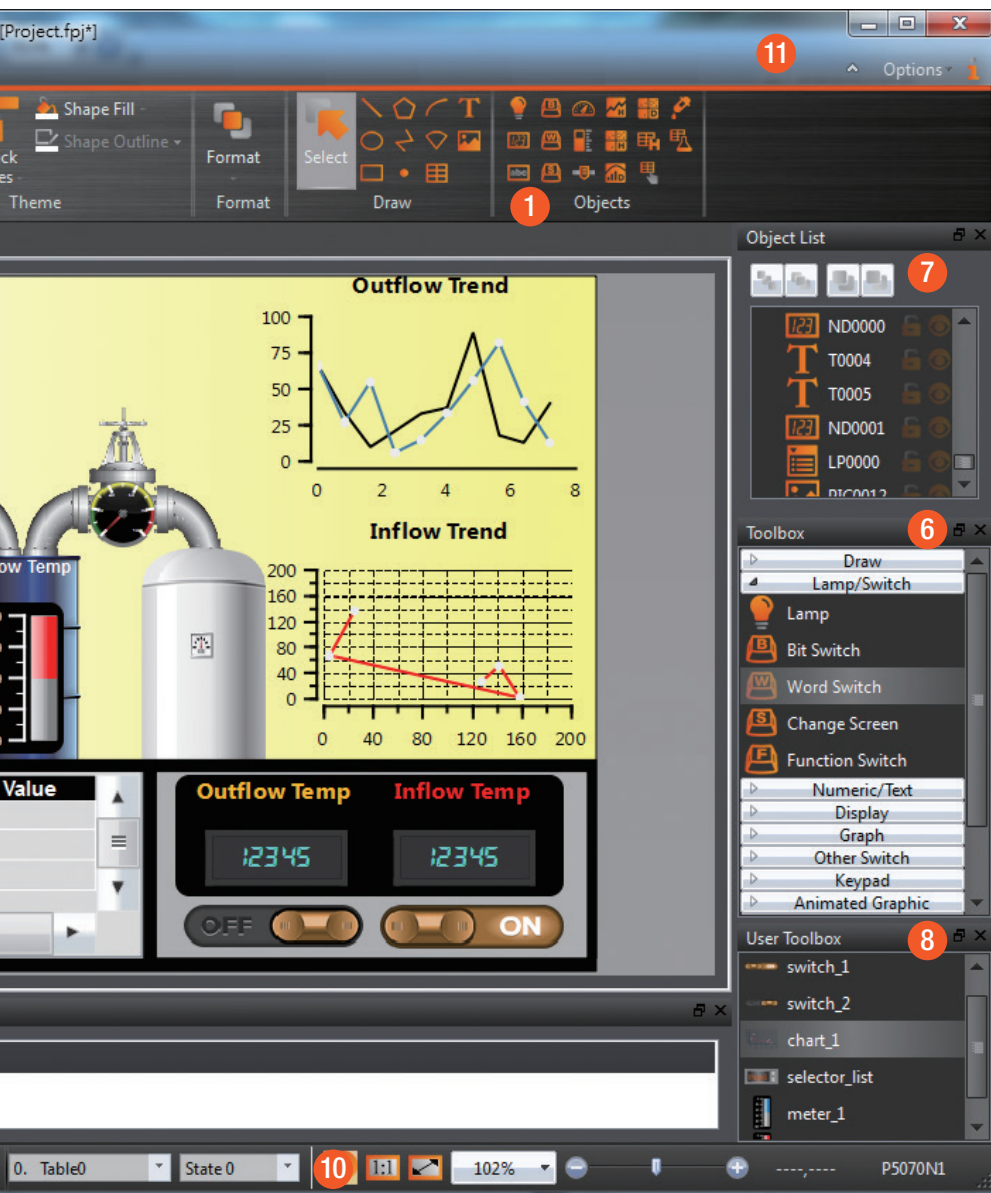 [Project.fpj*]
11
Options
i
Shape Fill
Shape Outline
Theme
Format
Format
Select
T
Draw
B
H
123
W
H
H
abc
S
1
Objects
Object List
7
123 ND0000
T T0004
T T0005
123 ND0001
LP0000
PIC0012
Outflow Trend
100
75
50
25
0
0 2 4 6 8
Inflow Trend
200
160
120
80
40
0
0 40 80 120 160 200
Temp
Value
Outflow Temp Inflow Temp
12345 12345
OFF ON
Toolbox
6
Draw
Lamp/Switch
Lamp
B Bit Switch
W Word Switch
S Change Screen
F Function Switch
Numeric/Text
Display
Graph
Other Switch
Keypad
Animated Graphic
User Toolbox
8
switch_1
switch_2
chart_1
selector_list
meter_1
0. Table0 State 0 10 1:1 102% ----,---- P5070N1